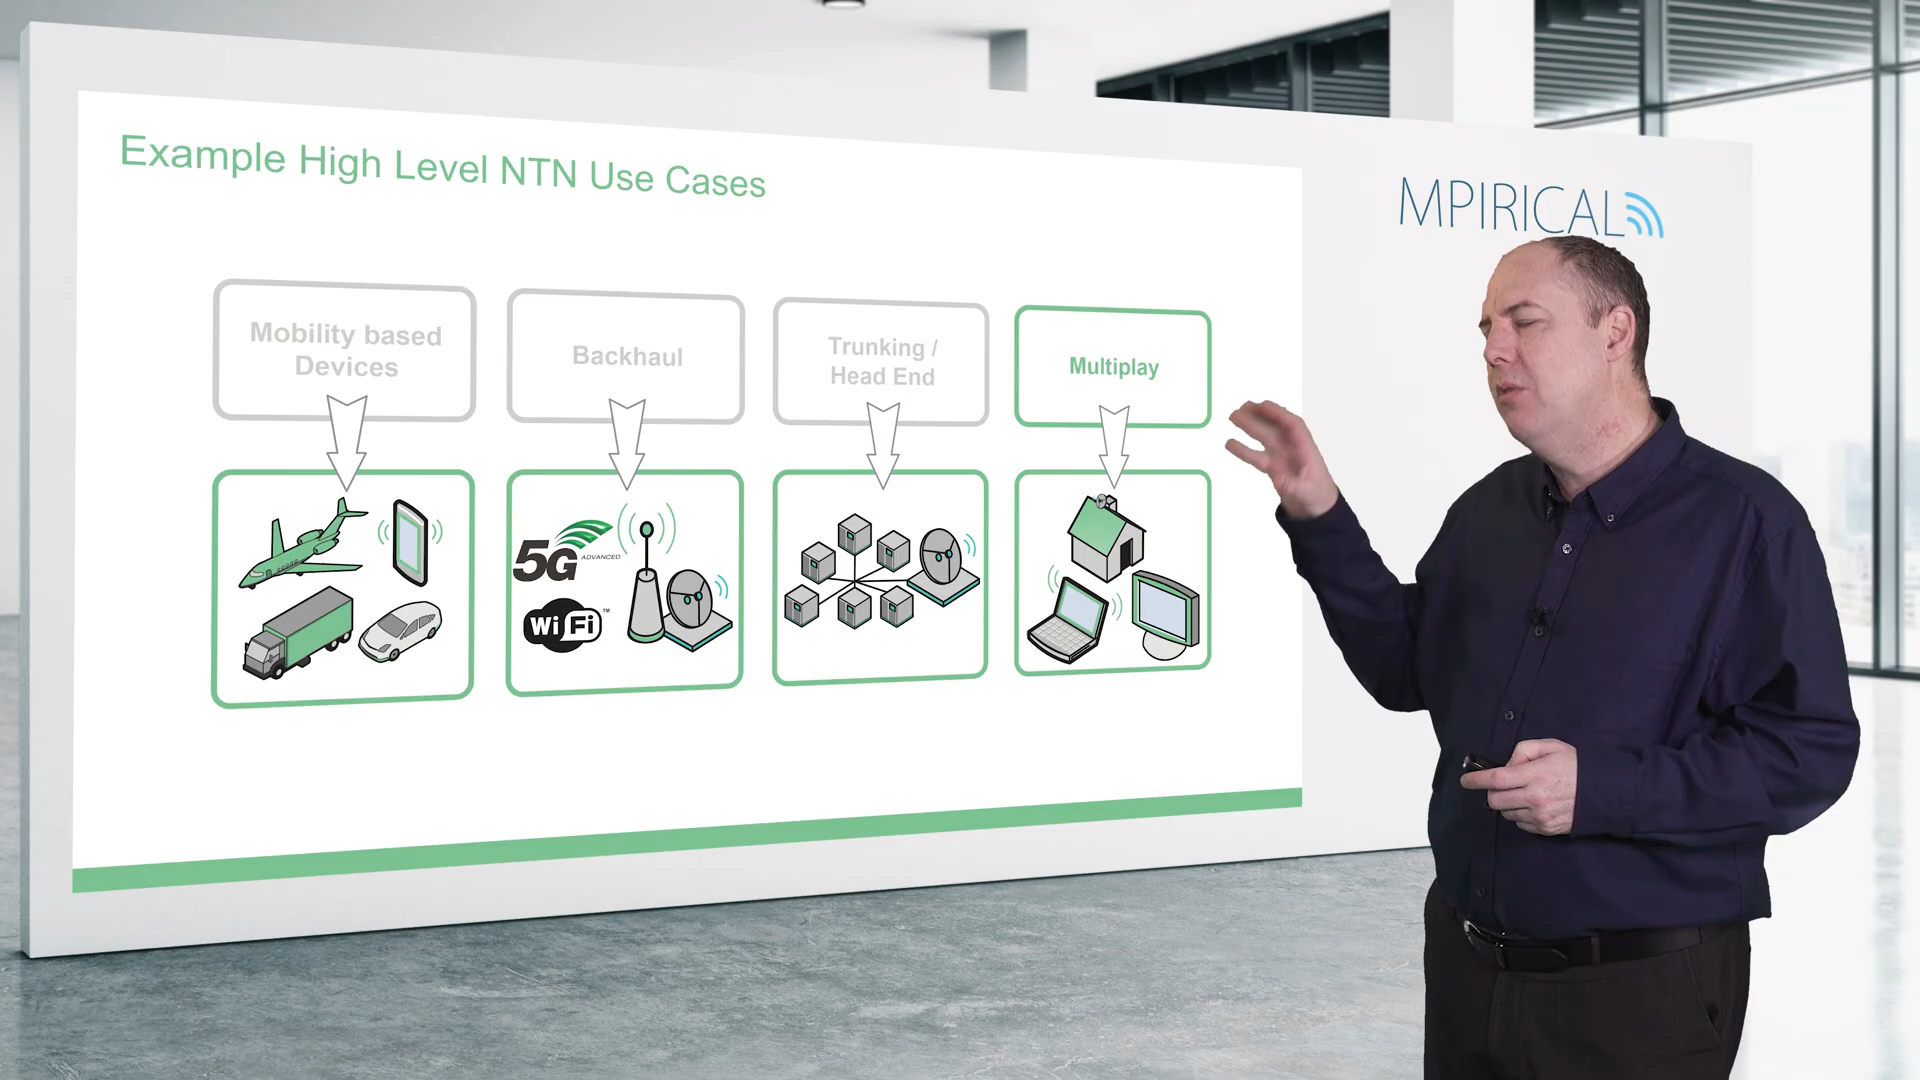 Example High Level NTN Use Cases
MPIRICAL
Mobility based
Devices
Backhaul
Trunking /
Head End
Multiplay
5G
ADVANCED
Wi Fi
TM